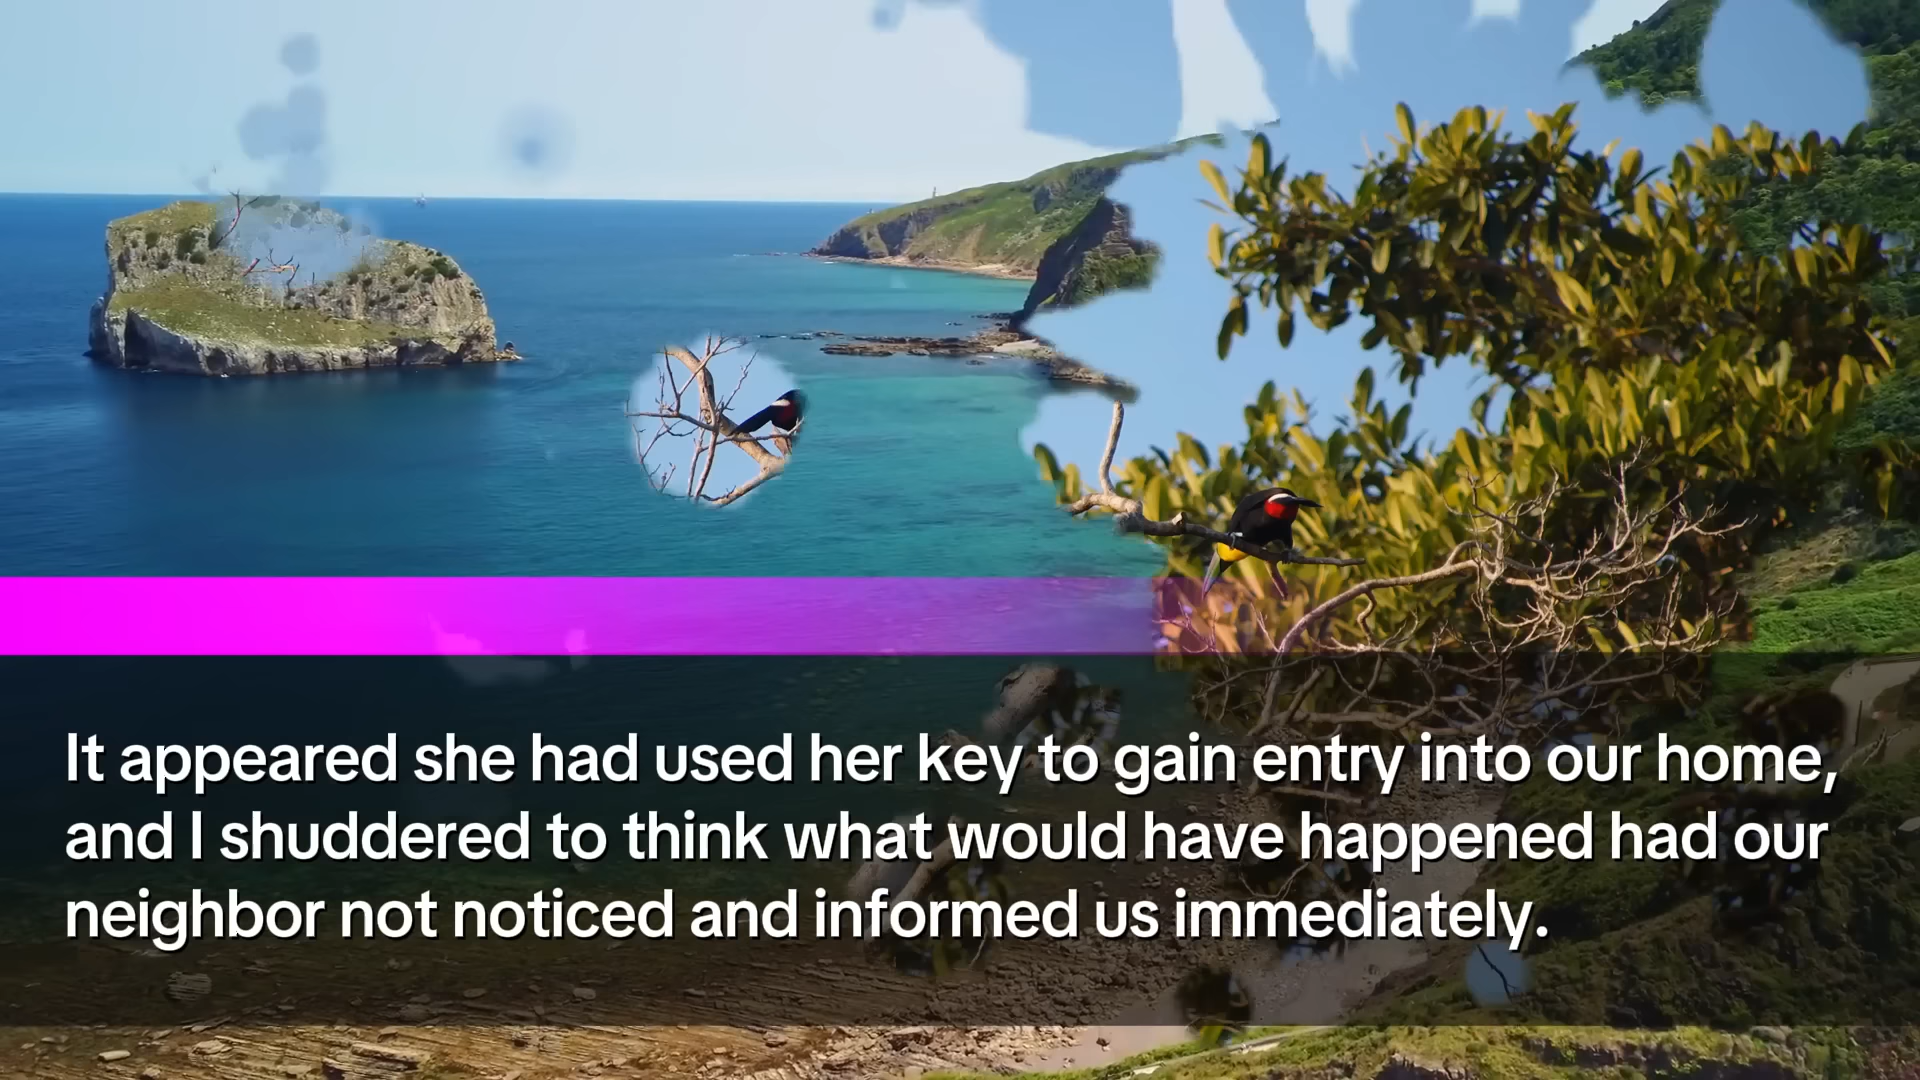 It appeared she had used her key to gain entry into our home,
and I shuddered to think what would have happened had our
neighbor not noticed and informed us immediately.